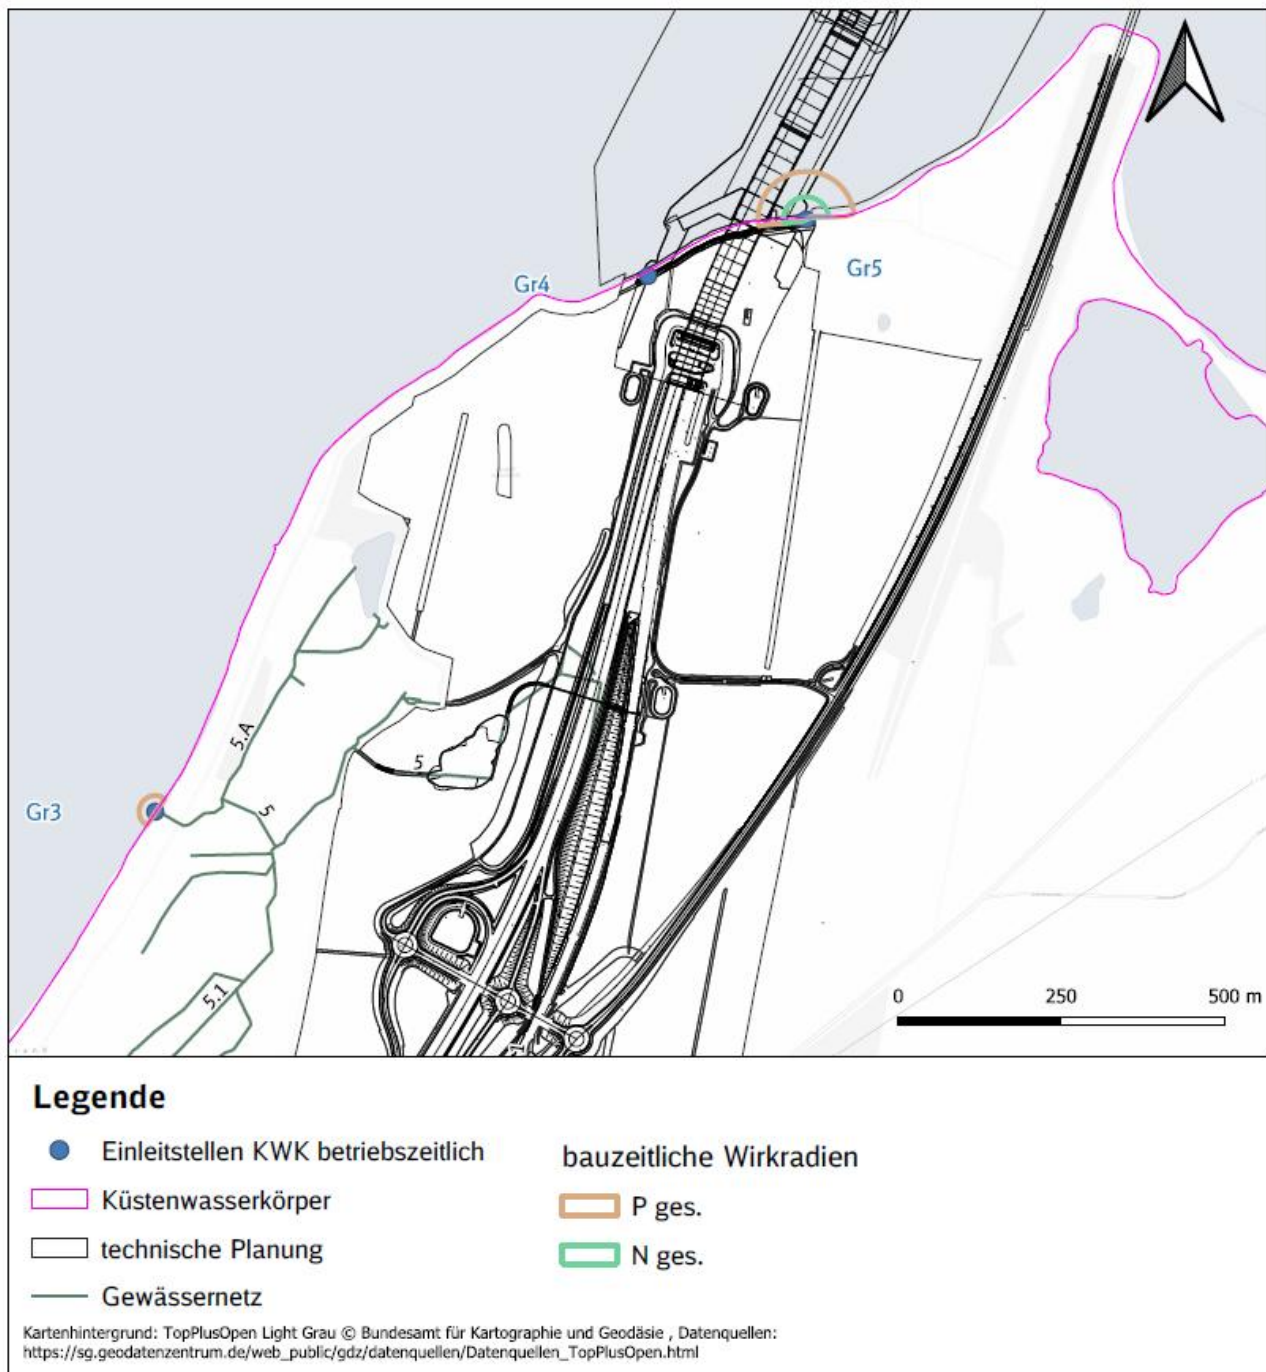 Gr4
Gr5
5.A
5
Gr3
5
5.1
0 250 500 m
Legende
Einleitstellen KWK betriebszeitlich
Küstenwasserkörper
technische Planung
Gewässernetz
bauzeitliche Wirkradien
P ges.
N ges.
Kartenhintergrund: TopPlusOpen Light Grau © Bundesamt für Kartographie und Geodäsie , Datenquellen:
https://sg.geodatenzentrum.de/web_public/gdz/datenquellen/Datenquellen_TopPlusOpen.html